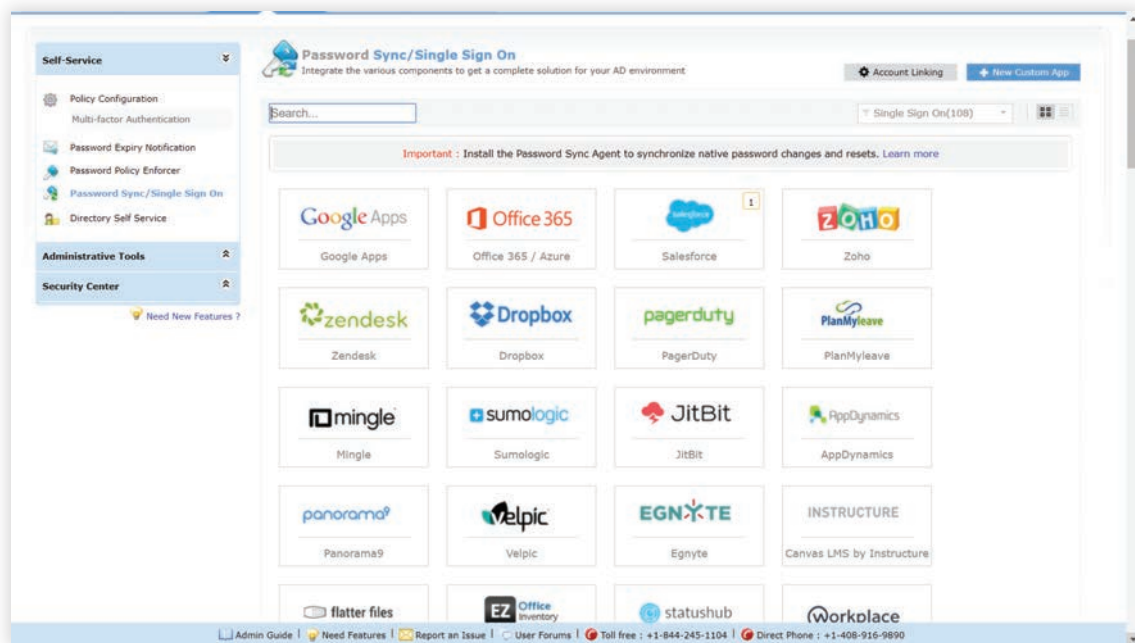 Self-Service
Policy Configuration
Multi-factor Authentication
Password Expiry Notification
Password Policy Enforcer
Password Sync/Single Sign On
Directory Self Service
Administrative Tools
Security Center
Need New Features ?
Password Sync/Single Sign On
Integrate the various components to get a complete solution for your AD environment
Account Linking
New Custom App
Search...
Single Sign On(108)
Important : Install the Password Sync Agent to synchronize native password changes and resets. Learn more
Google Apps
Office 365
salesforce
1
ZOHO
Google Apps
Office 365 / Azure
Salesforce
Zoho
zendesk
Dropbox
pagerduty
PlanMyleave
Zendesk
Dropbox
PagerDuty
PlanMyleave
mingle
sumologic
JitBit
AppDynamics
Mingle
Sumologic
JitBit
AppDynamics
panorama9
velpic
EGNYTE
INSTRUCTURE
Panorama9
Velpic
Egnyte
Canvas LMS by Instructure
flatter files
EZ Office
Inventory
statushub
workplace
Admin Guide | Need Features | Report an Issue | User Forums | Toll free : +1-844-245-1104 | Direct Phone : +1-408-916-9890